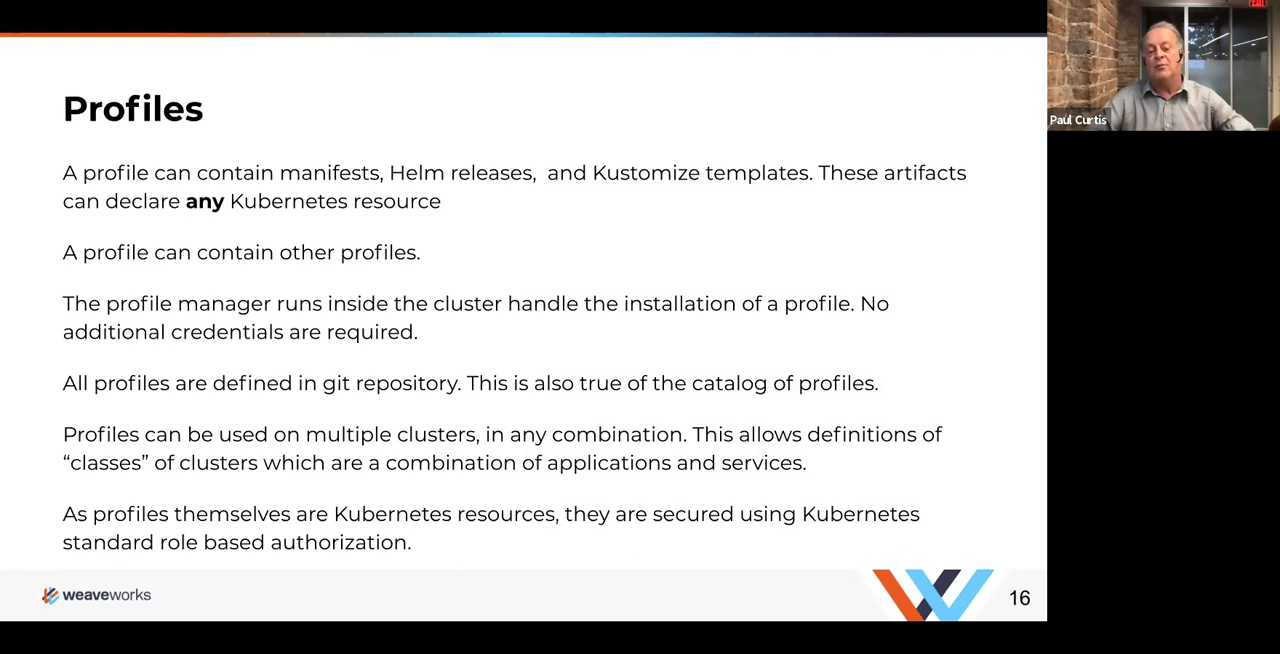 Profiles
A profile can contain manifests, Helm releases,  and Kustomize templates. These artifacts
can declare any Kubernetes resource
A profile can contain other profiles.
The profile manager runs inside the cluster handle the installation of a profile. No
additional credentials are required.
All profiles are defined in git repository. This is also true of the catalog of profiles.
Profiles can be used on multiple clusters, in any combination. This allows definitions of
“classes” of clusters which are a combination of applications and services.
As profiles themselves are Kubernetes resources, they are secured using Kubernetes
standard role based authorization.
weaveworks
16
EXIT
Paul Curtis